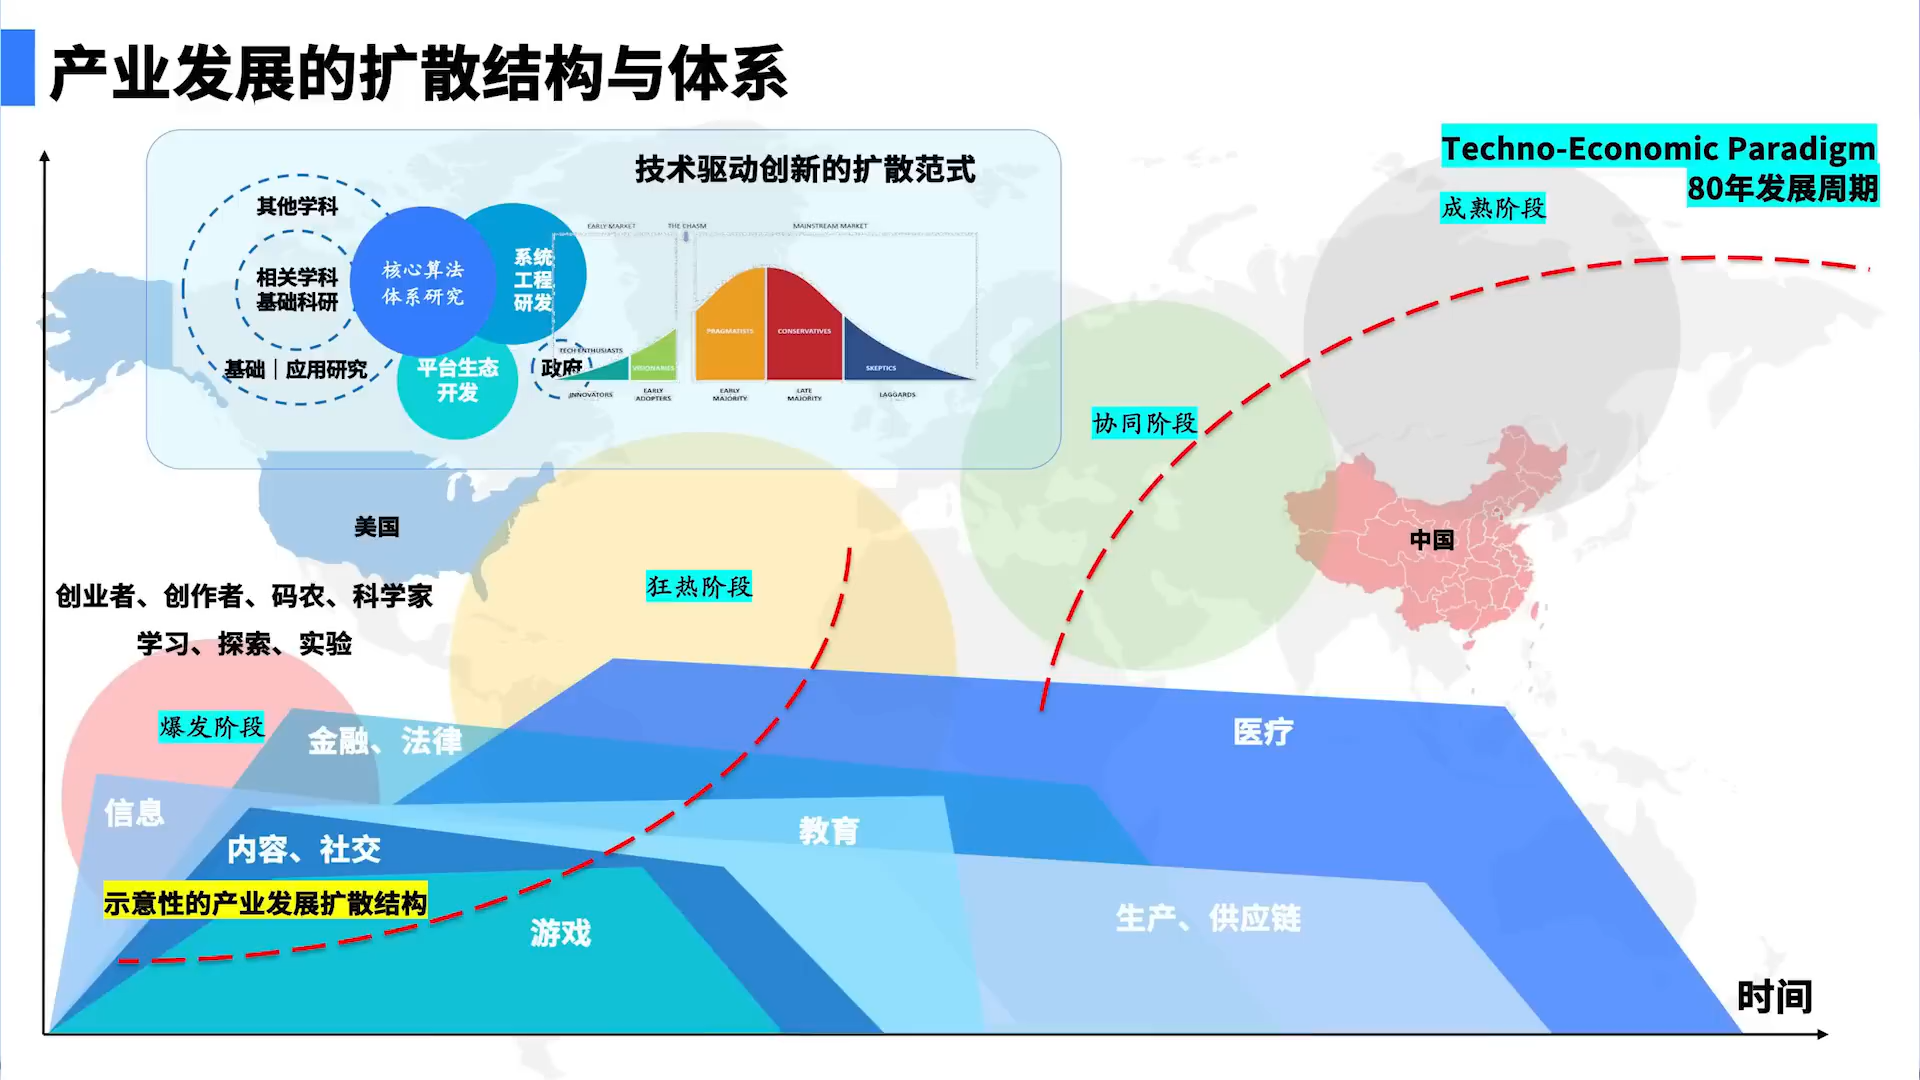 产业发展的扩散结构与体系
Techno-Economic Paradigm
80年发展周期
成熟阶段
技术驱动创新的扩散范式
其他学科
相关学科
基础科研
基础｜应用研究
核心算法
体系研究
系统
工程
研发
平台生态
开发
政府
EARLY MARKET
THE CHASM
MAINSTREAM MARKET
TECH ENTHUSIASTS
VISIONARIES
PRAGMATISTS
CONSERVATIVES
SKEPTICS
INNOVATORS
EARLY
ADOPTERS
EARLY
MAJORITY
LATE
MAJORITY
LAGGARDS
协同阶段
美国
中国
狂热阶段
创业者、创作者、码农、科学家
学习、探索、实验
爆发阶段
金融、法律
医疗
信息
内容、社交
教育
示意性的产业发展扩散结构
游戏
生产、供应链
时间